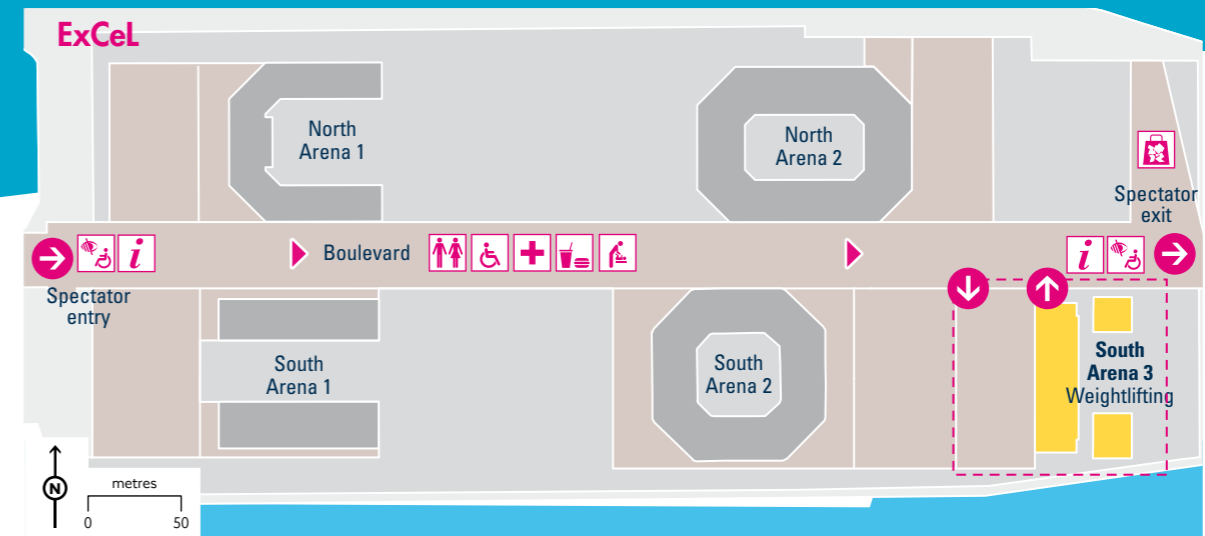 ExCeL
North
Arena 1
North
Arena 2
Spectator
exit
i
Boulevard
i
Spectator
entry
South
Arena 1
South
Arena 2
South
Arena 3
Weightlifting
N
metres
0 50